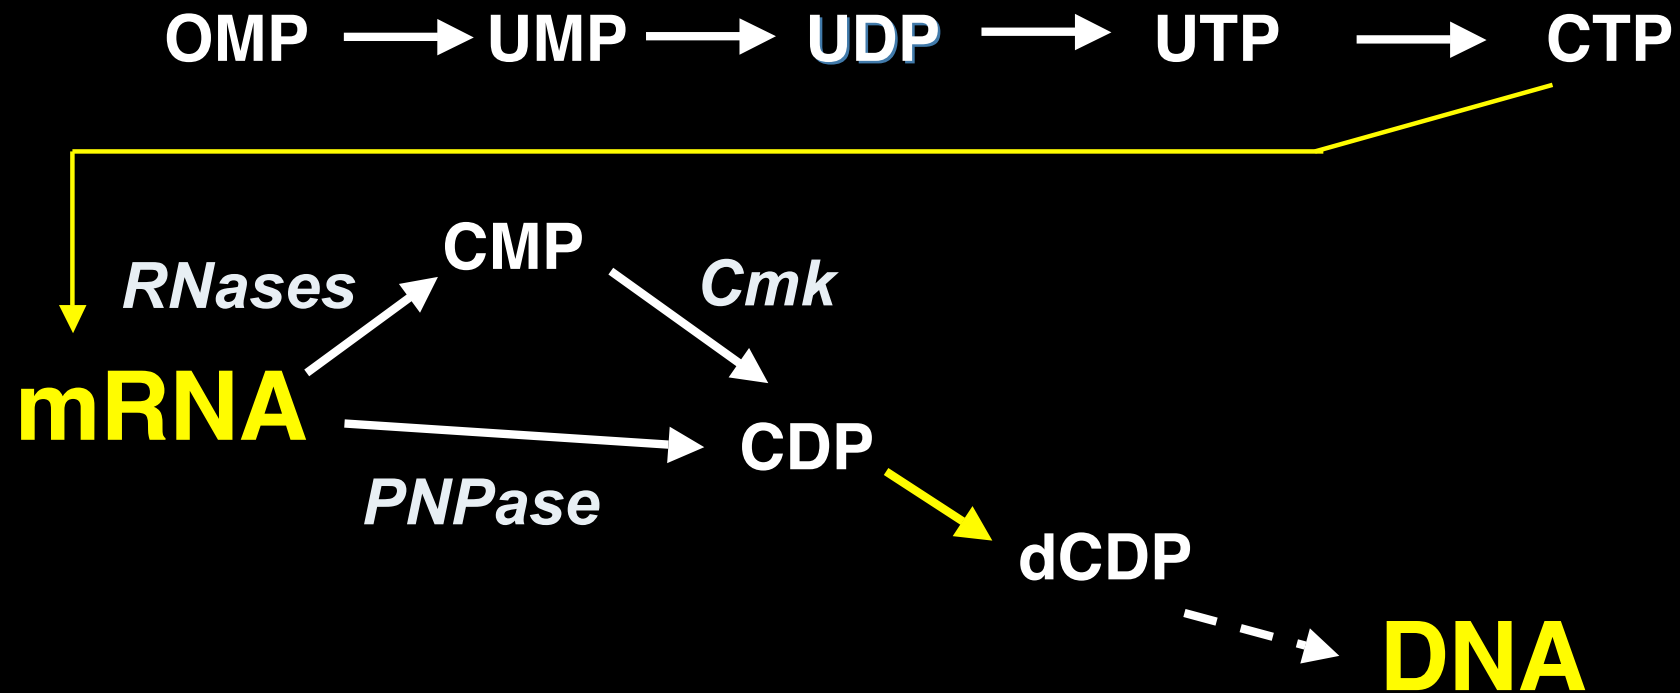 OMP UMP UDP UTP CTP
CMP
RNases Cmk
mRNA
CDP
PNPase
dCDP
DNA